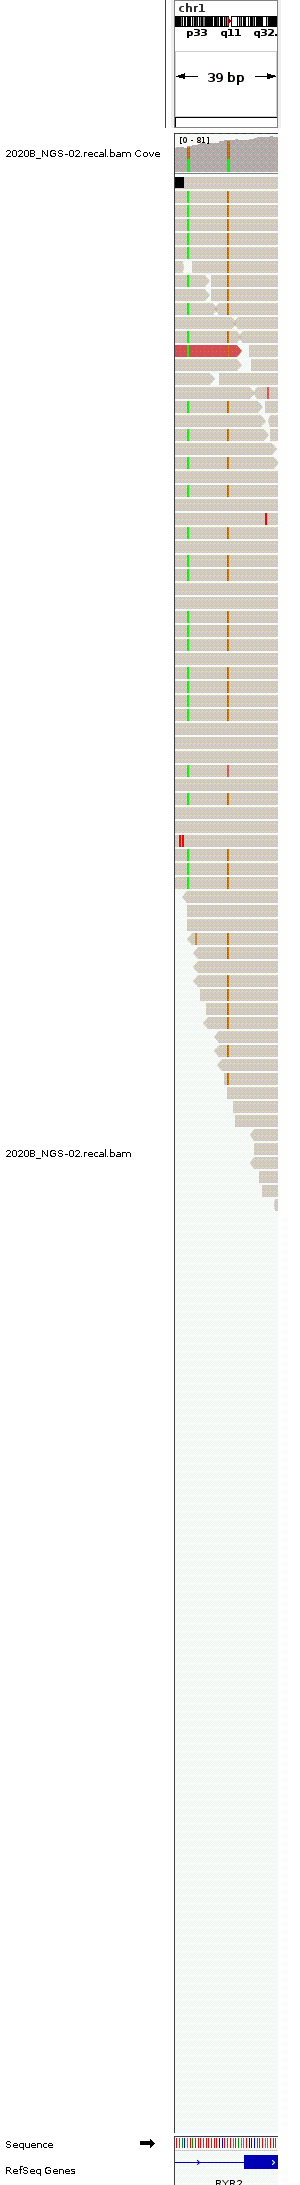 chr1
p33 q11 q32.
39 bp
[0 - 81]
2020B_NGS-02.recal.bam Cove
2020B_NGS-02.recal.bam
Sequence
RefSeq Genes
RYR2